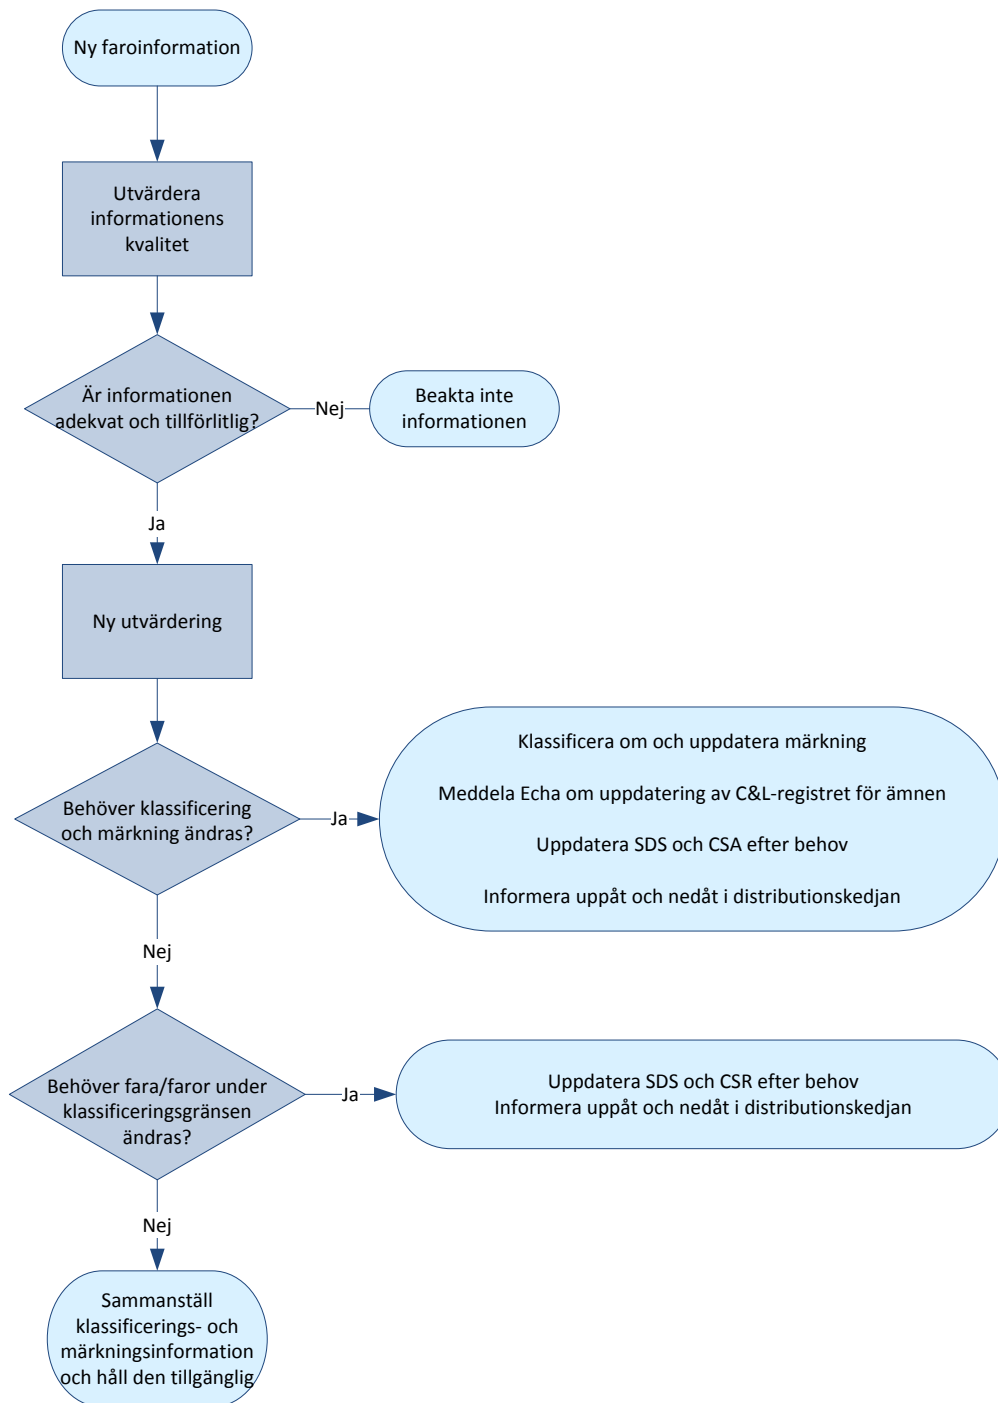 Ny faroinformation
Utvärdera
informationens
kvalitet
Är informationen
adekvat och tillförlitlig?
Nej
Beakta inte
informationen
Ja
Ny utvärdering
Behöver klassificering
och märkning ändras?
Ja
Klassificera om och uppdatera märkning
Meddela Echa om uppdatering av C&L-registret för ämnen
Uppdatera SDS och CSA efter behov
Informera uppåt och nedåt i distributionskedjan
Nej
Behöver fara/faror under
klassificeringsgränsen
ändras?
Ja
Uppdatera SDS och CSR efter behov
Informera uppåt och nedåt i distributionskedjan
Nej
Sammanställ
klassificerings- och
märkningsinformation
och håll den tillgänglig